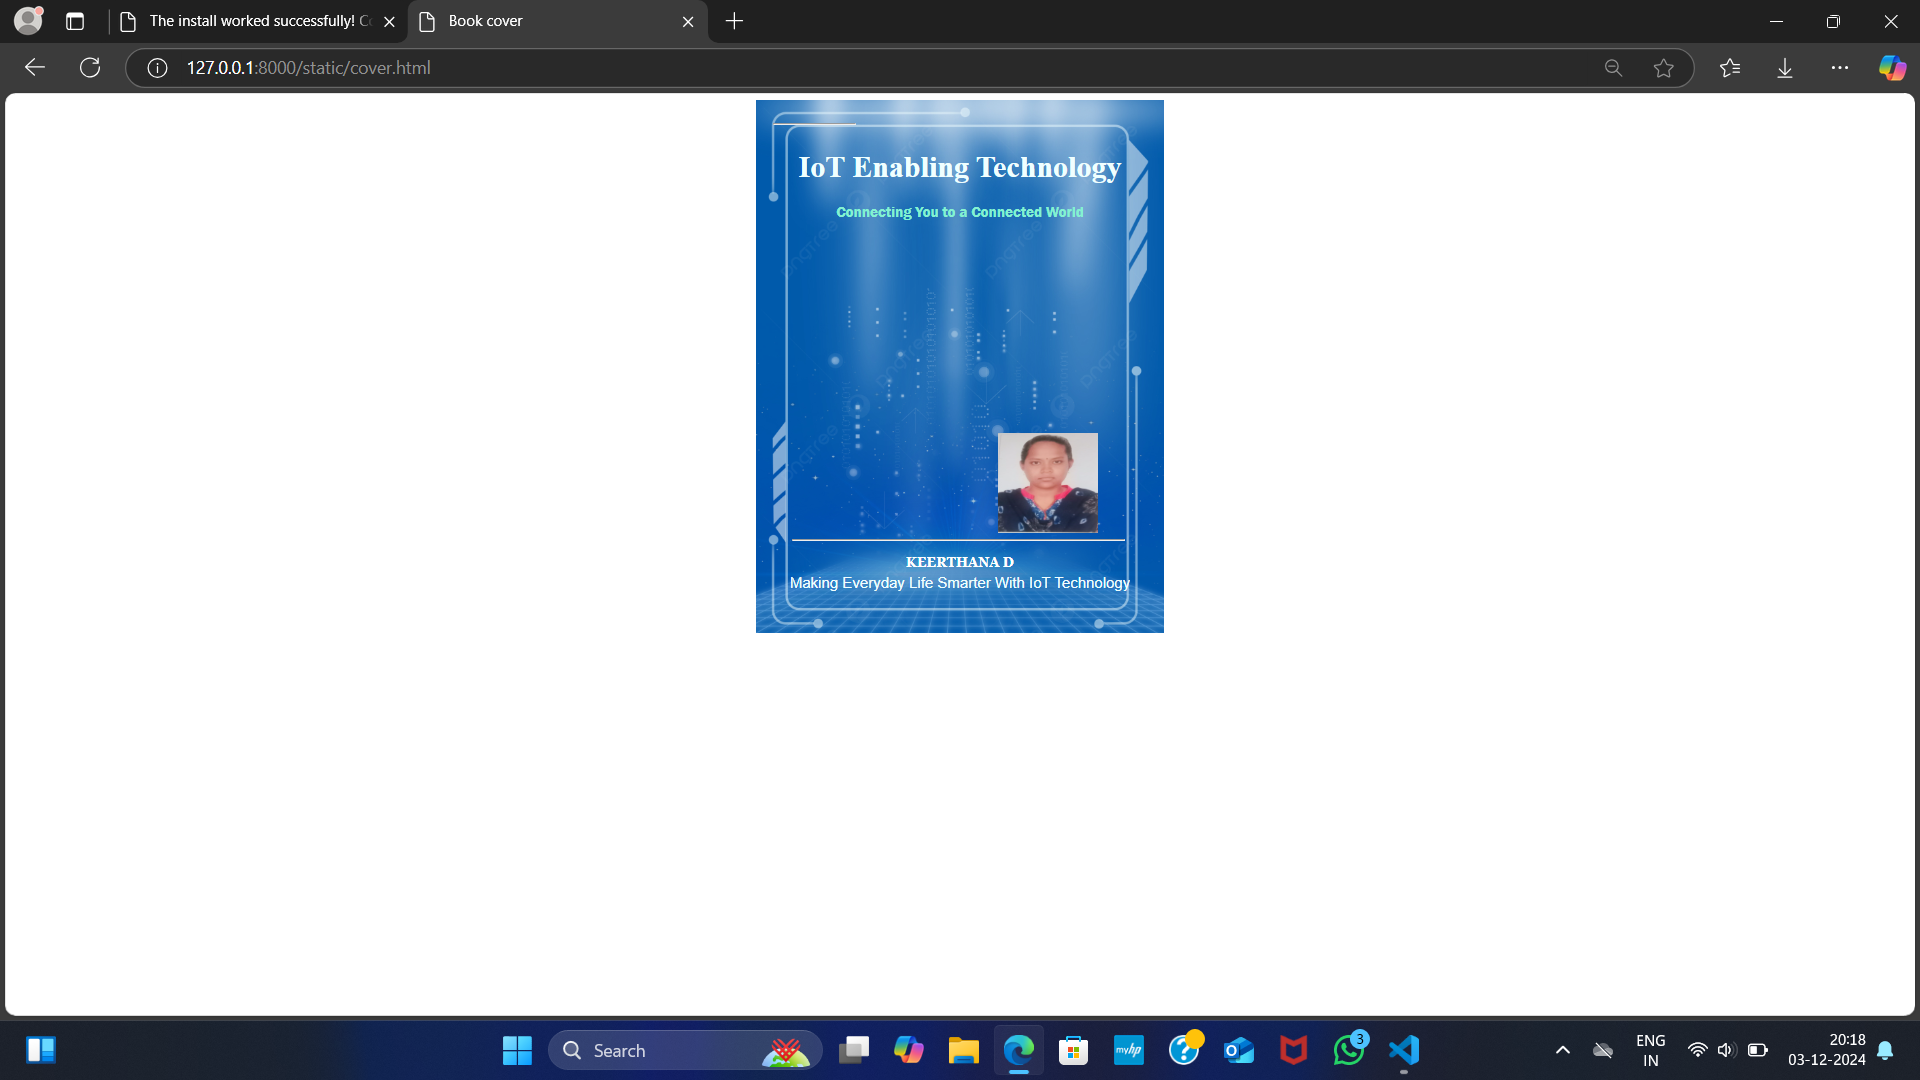 The install worked successfully! Co
Book cover
127.0.0.1:8000/static/cover.html
IoT Enabling Technology
Connecting You to a Connected World
KEERTHANA D
Making Everyday Life Smarter With IoT Technology
Search
myhp
3
ENG
IN
20:18
03-12-2024